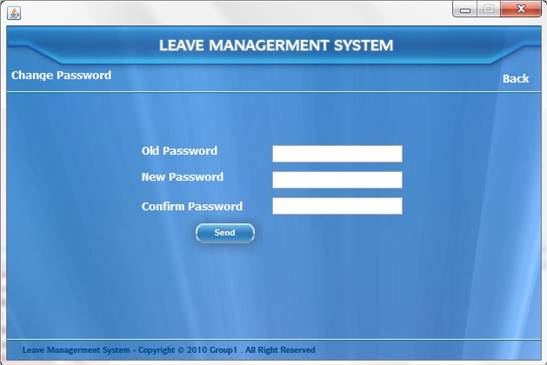 LEAVE MANAGERMENT SYSTEM
Change Password
Back
Old Password
New Password
Confirm Password
Send
Leave Managerment System - Copyright © 2010 Group1 . All Right Reserved